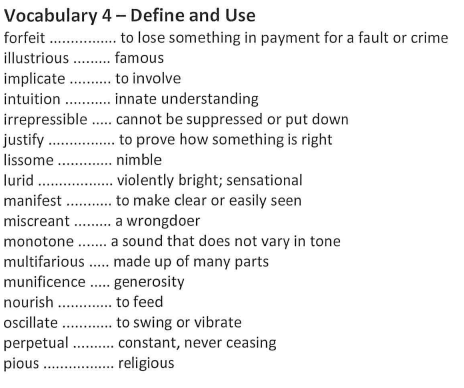 Vocabulary 4 – Define and Use
forfeit ................ to lose something in payment for a fault or crime
illustrious ......... famous
implicate .......... to involve
intuition ........... innate understanding
irrepressible ..... cannot be suppressed or put down
justify ................ to prove how something is right
lissome ............. nimble
lurid .................. violently bright; sensational
manifest ........... to make clear or easily seen
miscreant ......... a wrongdoer
monotone ....... a sound that does not vary in tone
multifarious ..... made up of many parts
munificence ..... generosity
nourish ............. to feed
oscillate ............ to swing or vibrate
perpetual .......... constant, never ceasing
pious ................. religious